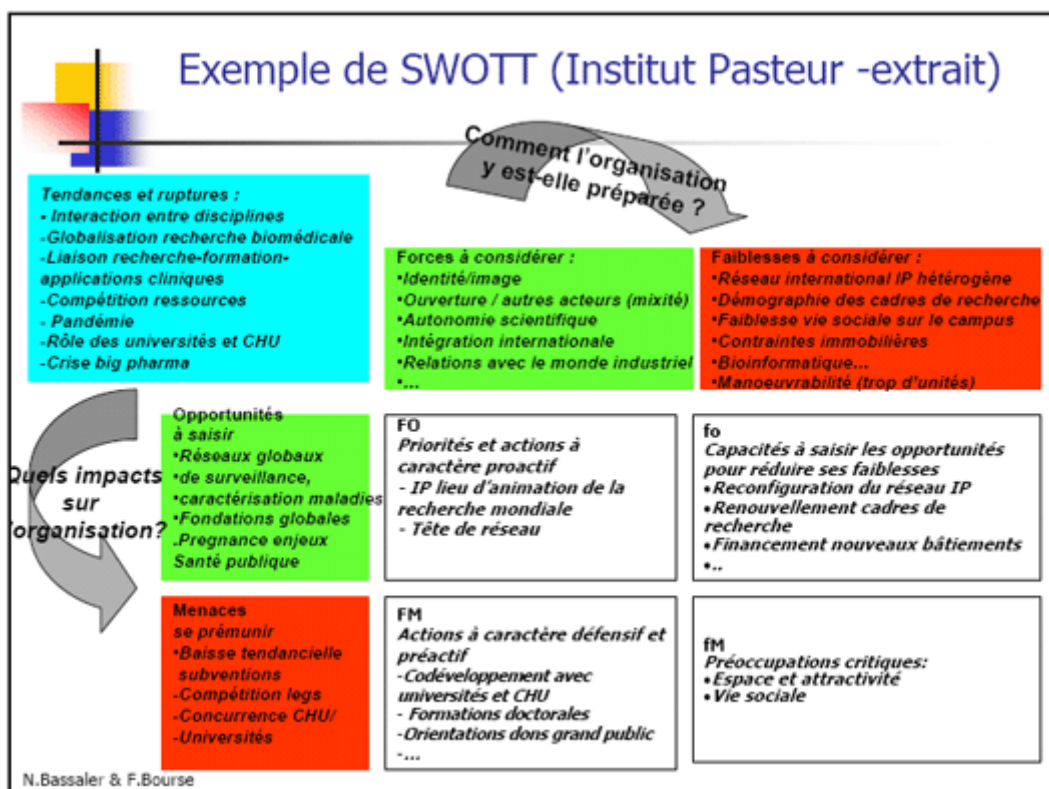 Exemple de SWOTT (Institut Pasteur -extrait)
Comment l'organisation
y est-elle préparée ?
Tendances et ruptures :
- Interaction entre disciplines
-Globalisation recherche biomédicale
-Liaison recherche-formation-
applications cliniques
-Compétition ressources
- Pandémie
-Rôle des universités et CHU
-Crise big pharma
Forces à considérer :
•Identité/image
•Ouverture / autres acteurs (mixité)
•Autonomie scientifique
•Intégration internationale
•Relations avec le monde industriel
•...
Faiblesses à considérer :
•Réseau international IP hétérogène
•Démographie des cadres de recherche
•Faiblesse vie sociale sur le campus
•Contraintes immobilières
•Bioinformatique...
•Manoeuvrabilité (trop d'unités)
Quels impacts
sur
l'organisation?
Opportunités
à saisir
•Réseaux globaux
•de surveillance,
•caractérisation maladies
•Fondations globales
.Pregnance enjeux
Santé publique
FO
Priorités et actions à
caractère proactif
- IP lieu d'animation de la
recherche mondiale
- Tête de réseau
fo
Capacités à saisir les opportunités
pour réduire ses faiblesses
•Reconfiguration du réseau IP
•Renouvellement cadres de
recherche
•Financement nouveaux bâtiements
•..
Menaces
se prémunir
•Baisse tendancielle
subventions
-Compétition legs
-Concurrence CHU/
-Universités
FM
Actions à caractère défensif et
préactif
-Codéveloppement avec
universités et CHU
- Formations doctorales
-Orientations dons grand public
-...
fM
Préoccupations critiques:
•Espace et attractivité
•Vie sociale
N.Bassaler & F.Bourse